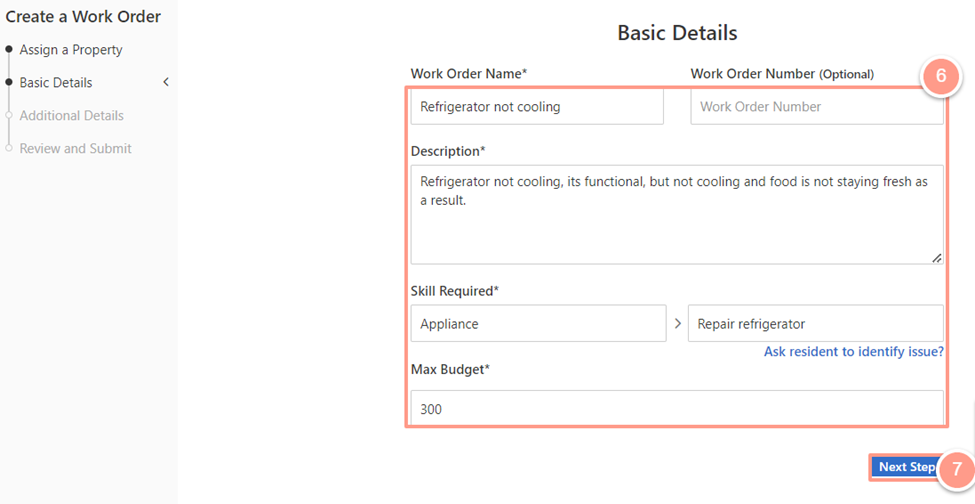 Create a Work Order
Assign a Property
Basic Details
Additional Details
Review and Submit
Basic Details
Work Order Name*
Work Order Number (Optional)
6
Refrigerator not cooling
Work Order Number
Description*
Refrigerator not cooling, its functional, but not cooling and food is not staying fresh as
a result.
Skill Required*
Appliance
Repair refrigerator
Ask resident to identify issue?
Max Budget*
300
Next Step
7